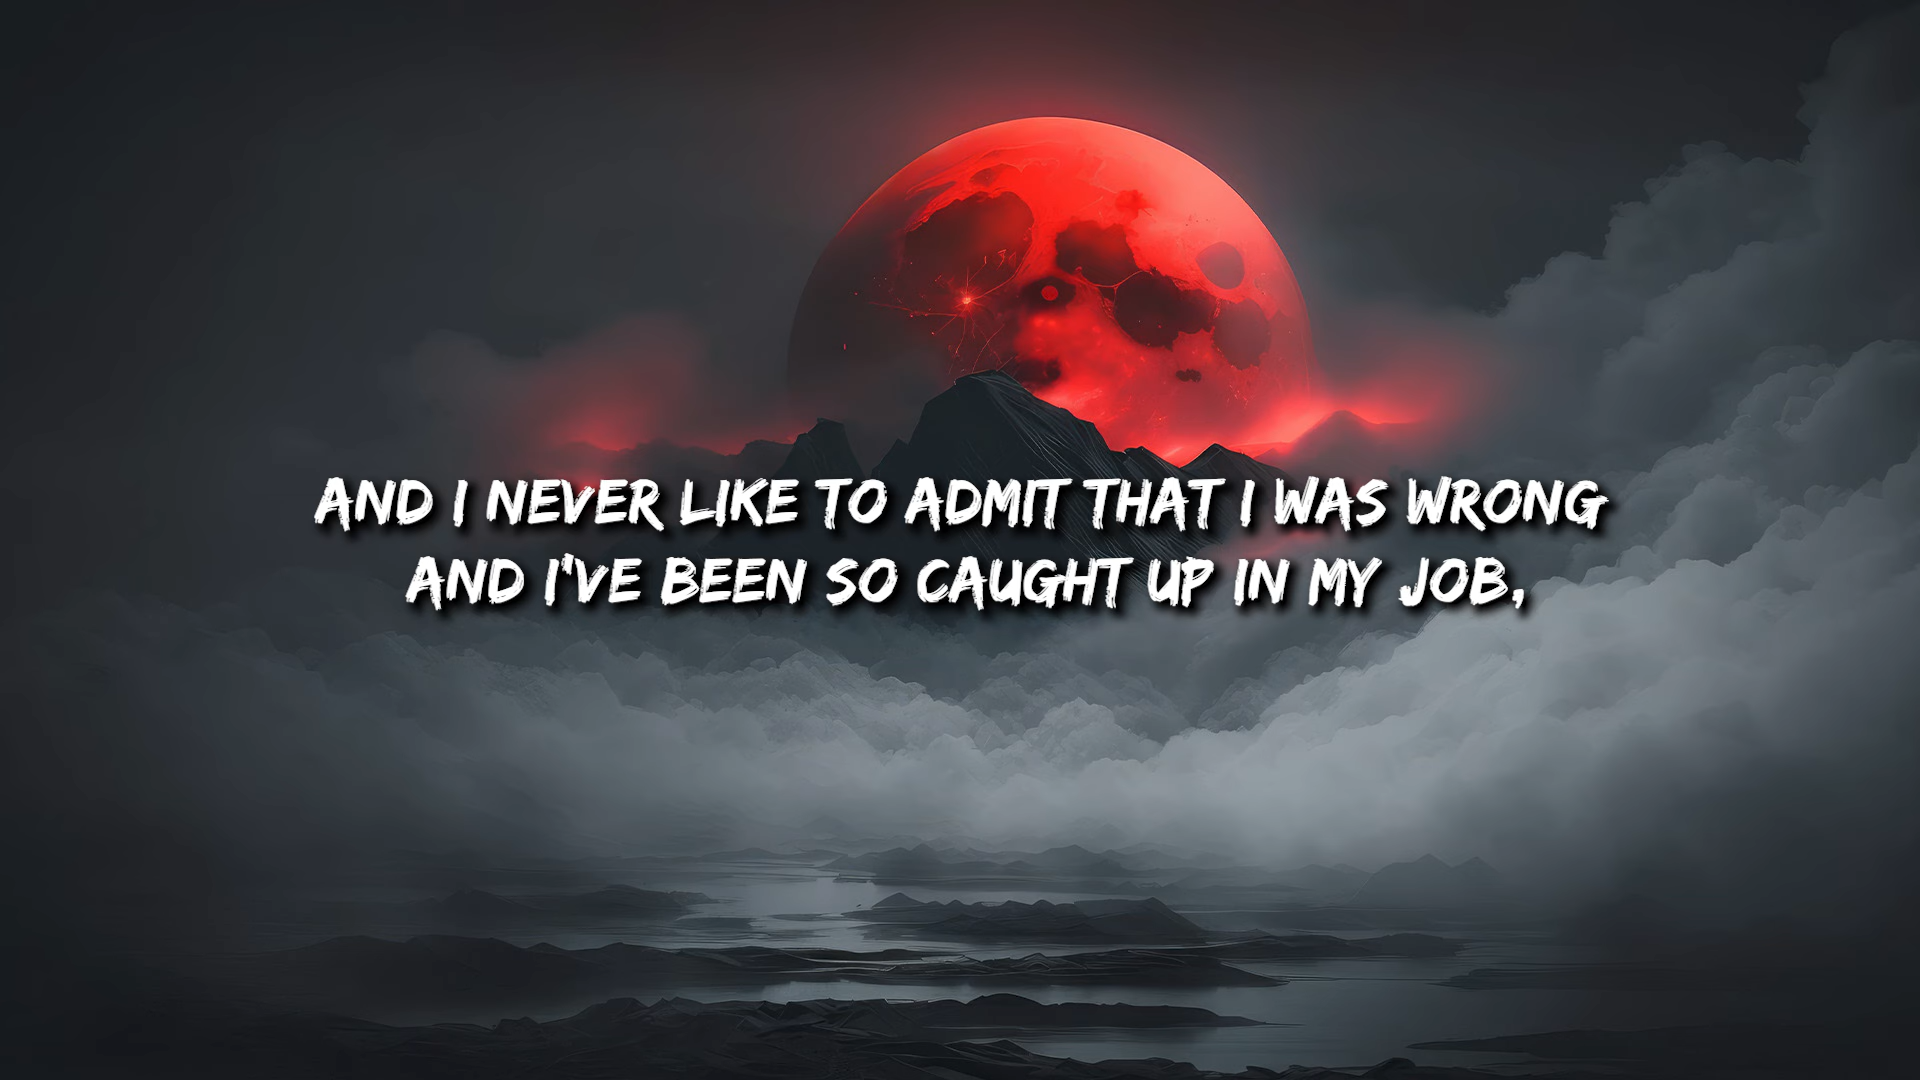 AND I NEVER LIKE TO ADMIT THAT I WAS WRONG
AND I'VE BEEN SO CAUGHT UP IN MY JOB,